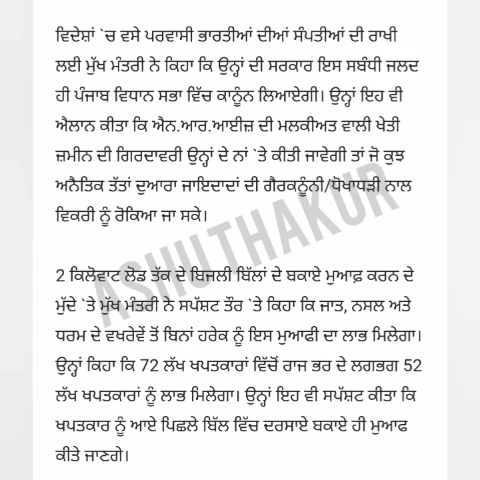 ਵਿਦੇਸ਼ਾਂ `ਚ ਵਸੇ ਪਰਵਾਸੀ ਭਾਰਤੀਆਂ ਦੀਆਂ ਸੰਪਤੀਆਂ ਦੀ ਰਾਖੀ
ਲਈ ਮੁੱਖ ਮੰਤਰੀ ਨੇ ਕਿਹਾ ਕਿ ਉਨ੍ਹਾਂ ਦੀ ਸਰਕਾਰ ਇਸ ਸਬੰਧੀ ਜਲਦ
ਹੀ ਪੰਜਾਬ ਵਿਧਾਨ ਸਭਾ ਵਿੱਚ ਕਾਨੂੰਨ ਲਿਆਏਗੀ। ਉਨ੍ਹਾਂ ਇਹ ਵੀ
ਐਲਾਨ ਕੀਤਾ ਕਿ ਐਨ.ਆਰ.ਆਈਜ਼ ਦੀ ਮਲਕੀਅਤ ਵਾਲੀ ਖੇਤੀ
ਜ਼ਮੀਨ ਦੀ ਗਿਰਦਾਵਰੀ ਉਨ੍ਹਾਂ ਦੇ ਨਾਂ `ਤੇ ਕੀਤੀ ਜਾਵੇਗੀ ਤਾਂ ਜੋ ਕੁਝ
ਅਨੈਤਿਕ ਤੱਤਾਂ ਦੁਆਰਾ ਜਾਇਦਾਦਾਂ ਦੀ ਗੈਰਕਨੂੰਨੀ/ਧੋਖਾਧੜੀ ਨਾਲ
ਵਿਕਰੀ ਨੂੰ ਰੋਕਿਆ ਜਾ ਸਕੇ।
2 ਕਿਲੋਵਾਟ ਲੋਡ ਤੱਕ ਦੇ ਬਿਜਲੀ ਬਿੱਲਾਂ ਦੇ ਬਕਾਏ ਮੁਆਫ਼ ਕਰਨ ਦੇ
ਮੁੱਦੇ `ਤੇ ਮੁੱਖ ਮੰਤਰੀ ਨੇ ਸਪੱਸ਼ਟ ਤੌਰ `ਤੇ ਕਿਹਾ ਕਿ ਜਾਤ, ਨਸਲ ਅਤੇ
ਧਰਮ ਦੇ ਵਖਰੇਵੇਂ ਤੋਂ ਬਿਨਾਂ ਹਰੇਕ ਨੂੰ ਇਸ ਮੁਆਫੀ ਦਾ ਲਾਭ ਮਿਲੇਗਾ।
ਉਨ੍ਹਾਂ ਕਿਹਾ ਕਿ 72 ਲੱਖ ਖਪਤਕਾਰਾਂ ਵਿੱਚੋਂ ਰਾਜ ਭਰ ਦੇ ਲਗਭਗ 52
ਲੱਖ ਖਪਤਕਾਰਾਂ ਨੂੰ ਲਾਭ ਮਿਲੇਗਾ। ਉਨ੍ਹਾਂ ਇਹ ਵੀ ਸਪੱਸ਼ਟ ਕੀਤਾ ਕਿ
ਖਪਤਕਾਰ ਨੂੰ ਆਏ ਪਿਛਲੇ ਬਿੱਲ ਵਿੱਚ ਦਰਸਾਏ ਬਕਾਏ ਹੀ ਮੁਆਫ
ਕੀਤੇ ਜਾਣਗੇ।
ASHUTHAKUR